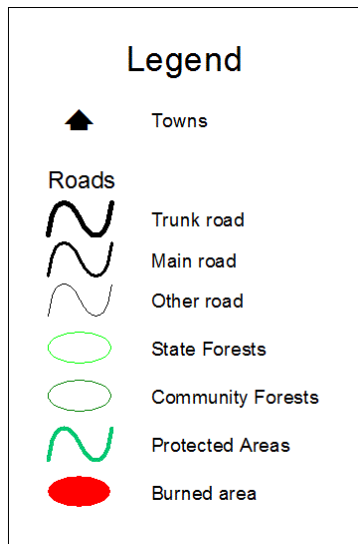 Legend
Towns
Roads
Trunk road
Main road
Other road
State Forests
Community Forests
Protected Areas
Burned area